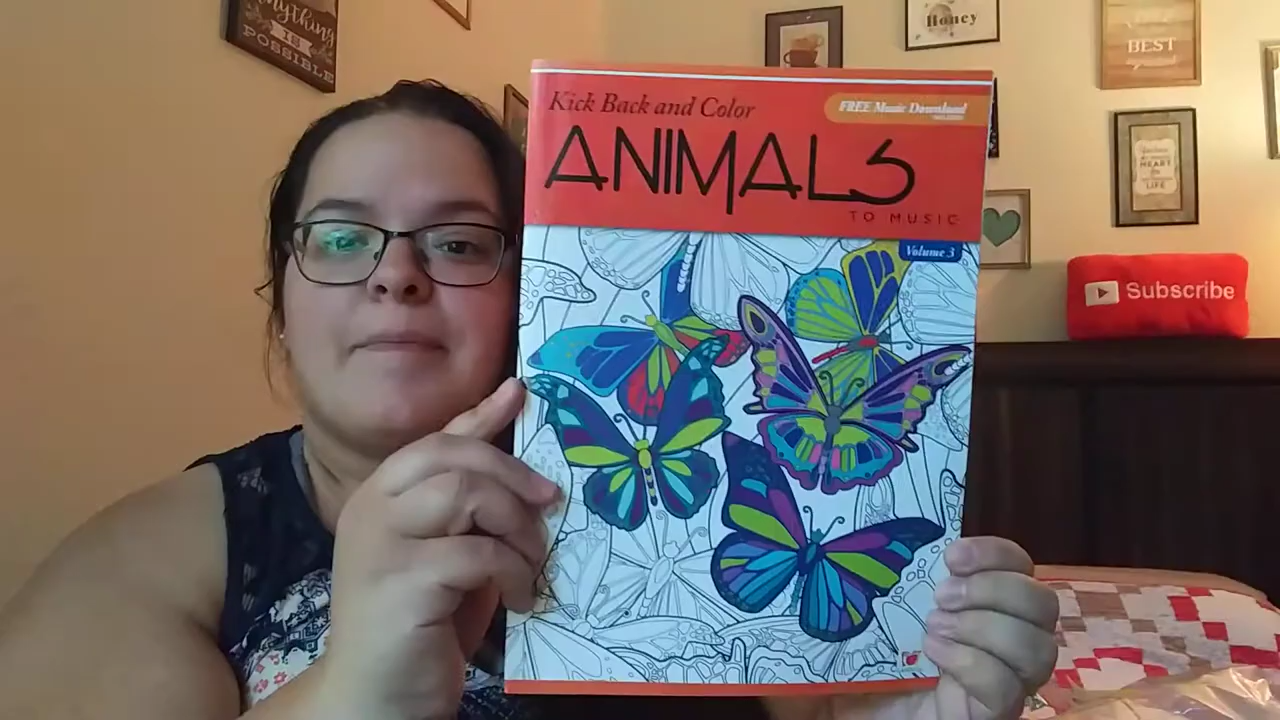 Anything
IS
POSSIBLE
Honey
BEST
HEART
LIFE
Kick Back and Color
FREE Music Download
ANIMALS
TO MUSIC
Volume 3
Subscribe